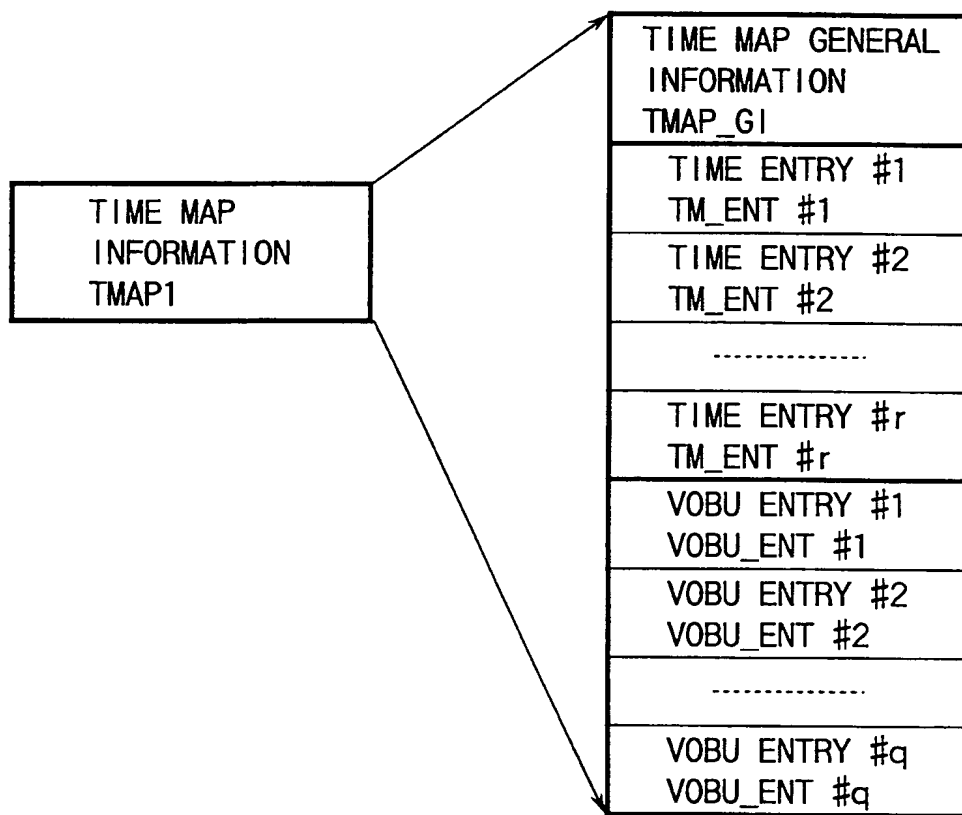 TIME MAP
INFORMATION
TMAP1
TIME MAP GENERAL
INFORMATION
TMAP_GI
TIME ENTRY #1
TM_ENT #1
TIME ENTRY #2
TM_ENT #2
---------------
TIME ENTRY #r
TM_ENT #r
VOBU ENTRY #1
VOBU_ENT #1
VOBU ENTRY #2
VOBU_ENT #2
---------------
VOBU ENTRY #q
VOBU_ENT #q